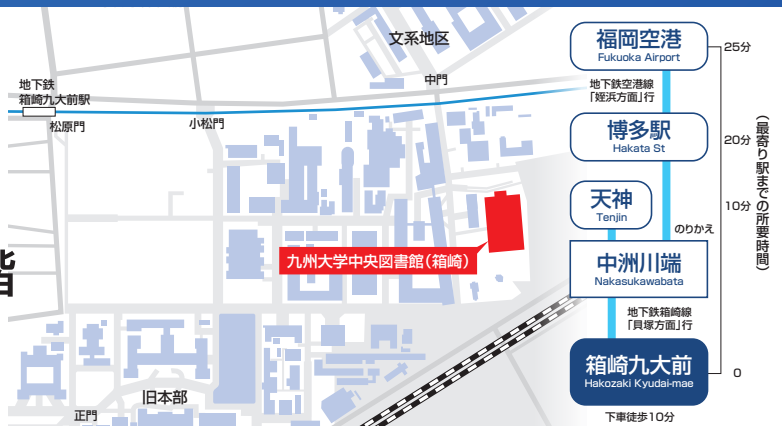 文系地区
中門
地下鉄
箱崎九大前駅
松原門
小松門
九州大学中央図書館(箱崎)
旧本部
正門
階
福岡空港
Fukuoka Airport
25分
地下鉄空港線
「姪浜方面」行
博多駅
Hakata St
20分
天神
Tenjin
10分
のりかえ
中洲川端
Nakasukawabata
地下鉄箱崎線
「貝塚方面」行
箱崎九大前
Hakozaki Kyudai-mae
0
下車徒歩10分
(最寄り駅までの所要時間)